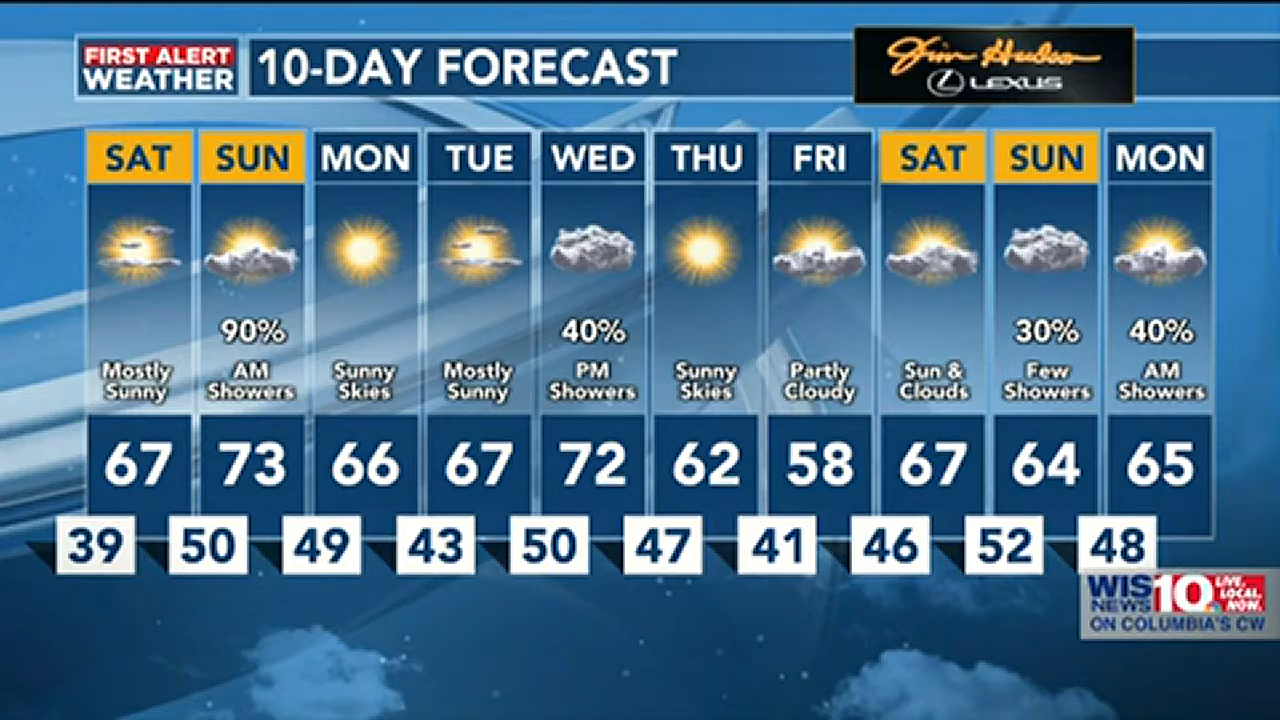 FIRST ALERT
WEATHER
10-DAY FORECAST
Jim Hudson
LEXUS
SAT SUN MON TUE WED THU FRI SAT SUN MON
90% 40% 30% 40%
Mostly AM Sunny Mostly PM Sunny Partly Sun & Few AM
Sunny Showers Skies Sunny Showers Skies Cloudy Clouds Showers Showers
67 73 66 67 72 62 58 67 64 65
39 50 49 43 50 47 41 46 52 48
WIS
NEWS
10
LIVE.
LOCAL.
NOW.
ON COLUMBIA'S CW